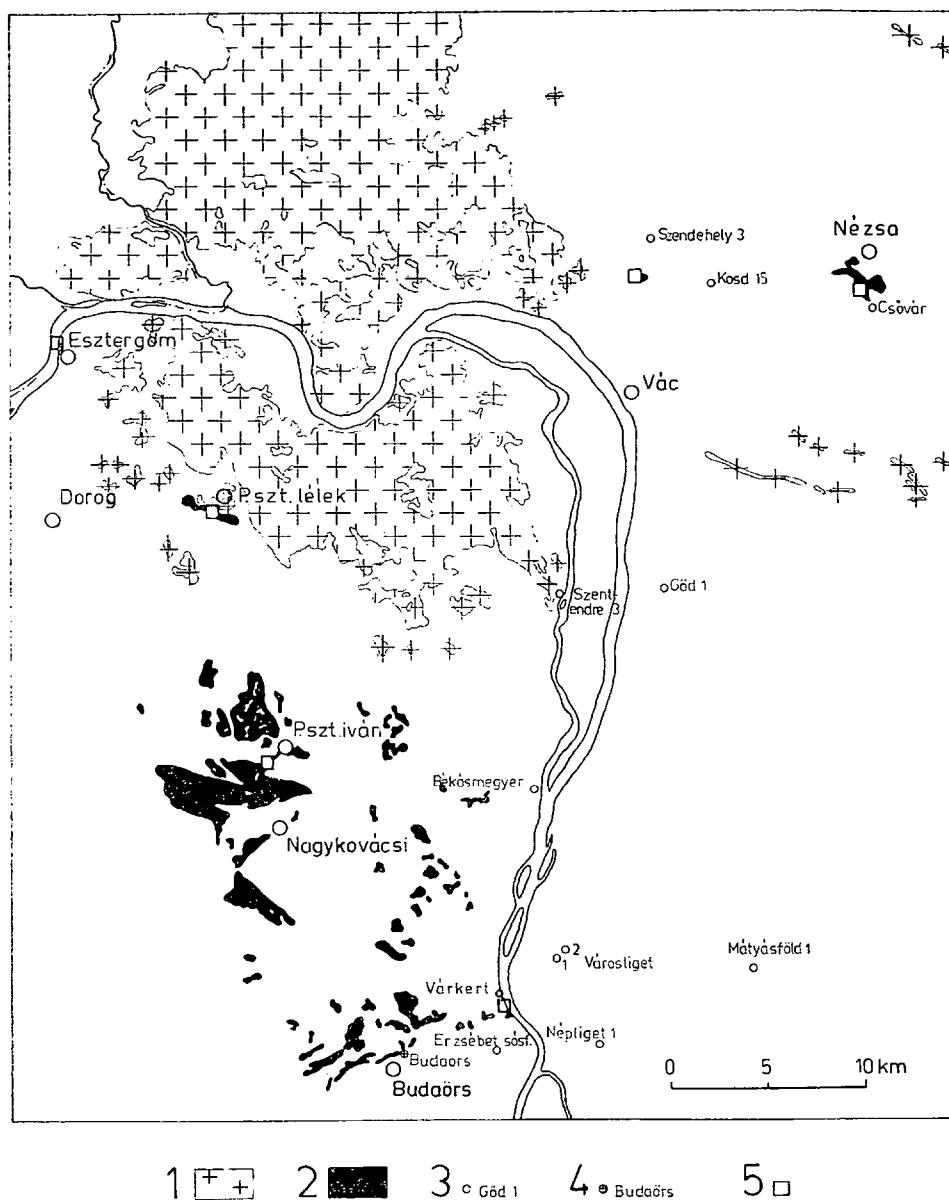 Szendehely 3
Nézsa
Kosd 15
Csővár
Esztergom
Vác
Dorog
P.szt. lélek
Göd 1
Szent-
endre 3
P.szt. iván
Békásmegyer
Nagykovácsi
2
1 Városliget
Mátyásföld 1
Várkert
Erzsébet sósf.
Népliget 1
Budaörs
Budaörs
0 5 10 km
1 2 3 Göd 1 4 Budaörs 5